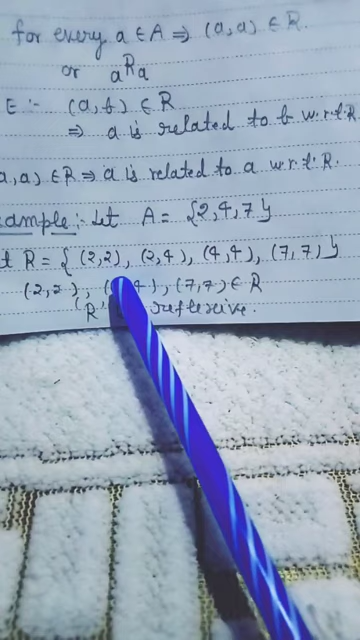 for every a ∈ A ⇒ (a, a) ∈ R.
or aRa
E :- (a, b) ∈ R
⇒ a is related to b w.r.t. R
a, a) ∈ R ⇒ a is related to a w.r.t. R.
ample :- Let A = {2, 4, 7}
t R = { (2,2), (2,4), (4,4), (7,7) }
(2,2), 4), (7,7) ∈ R
'R' reflexive.